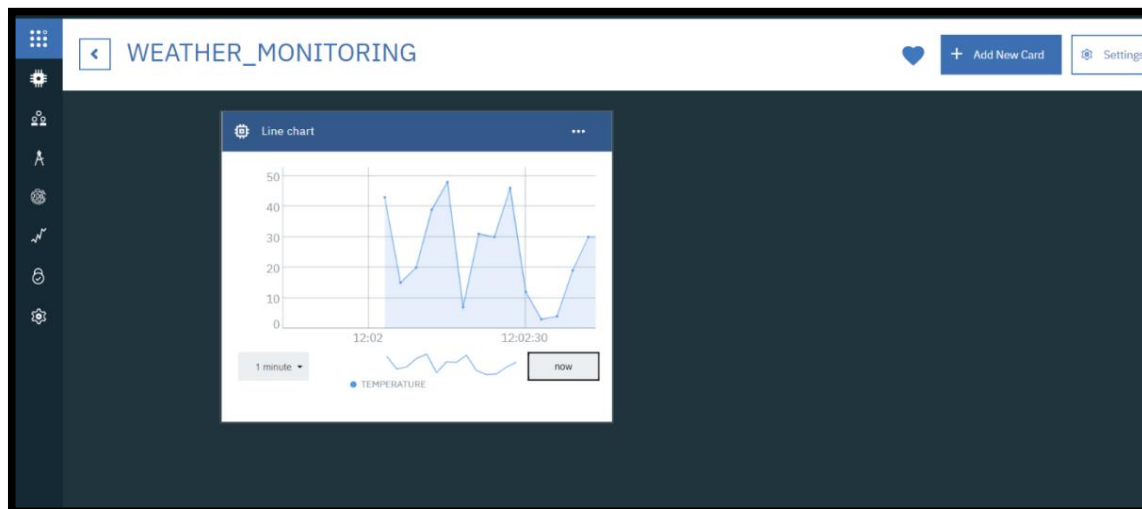 WEATHER_MONITORING
+ Add New Card
Settings
Line chart
50
40
30
20
10
0
12:02
12:02:30
1 minute
now
TEMPERATURE